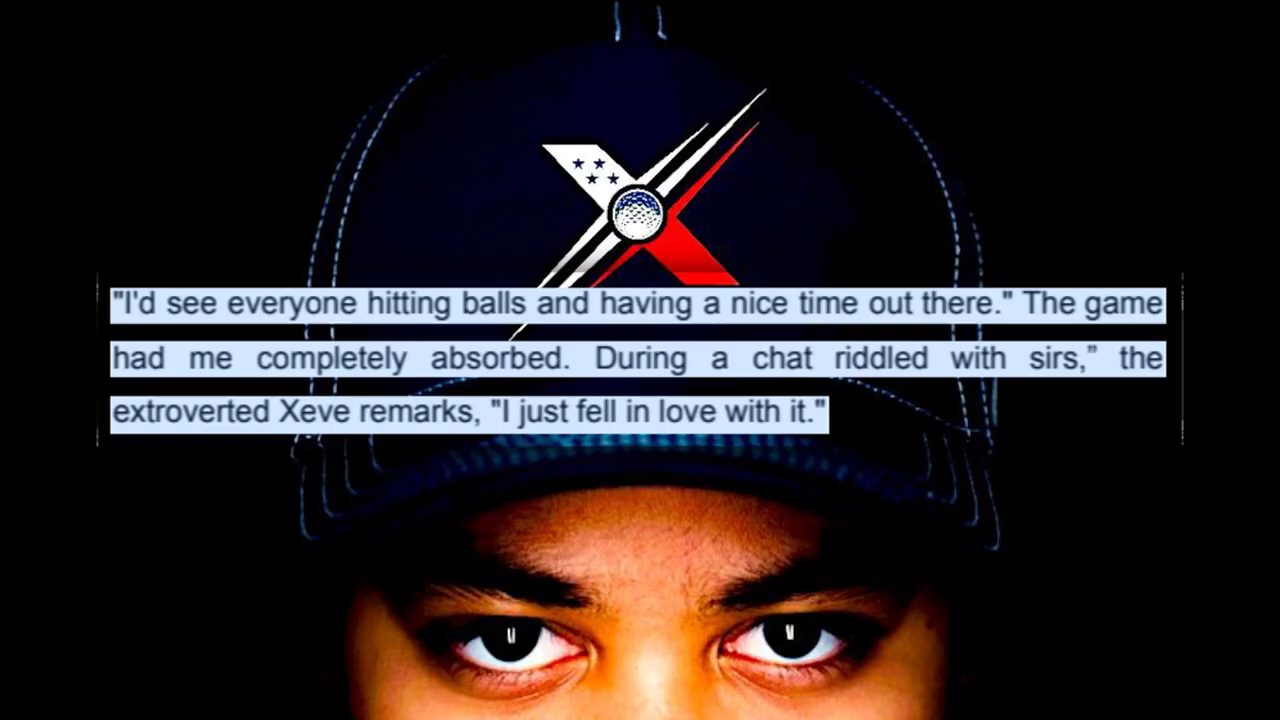 "I'd see everyone hitting balls and having a nice time out there." The game
had me completely absorbed. During a chat riddled with sirs,” the
extroverted Xeve remarks, "I just fell in love with it."